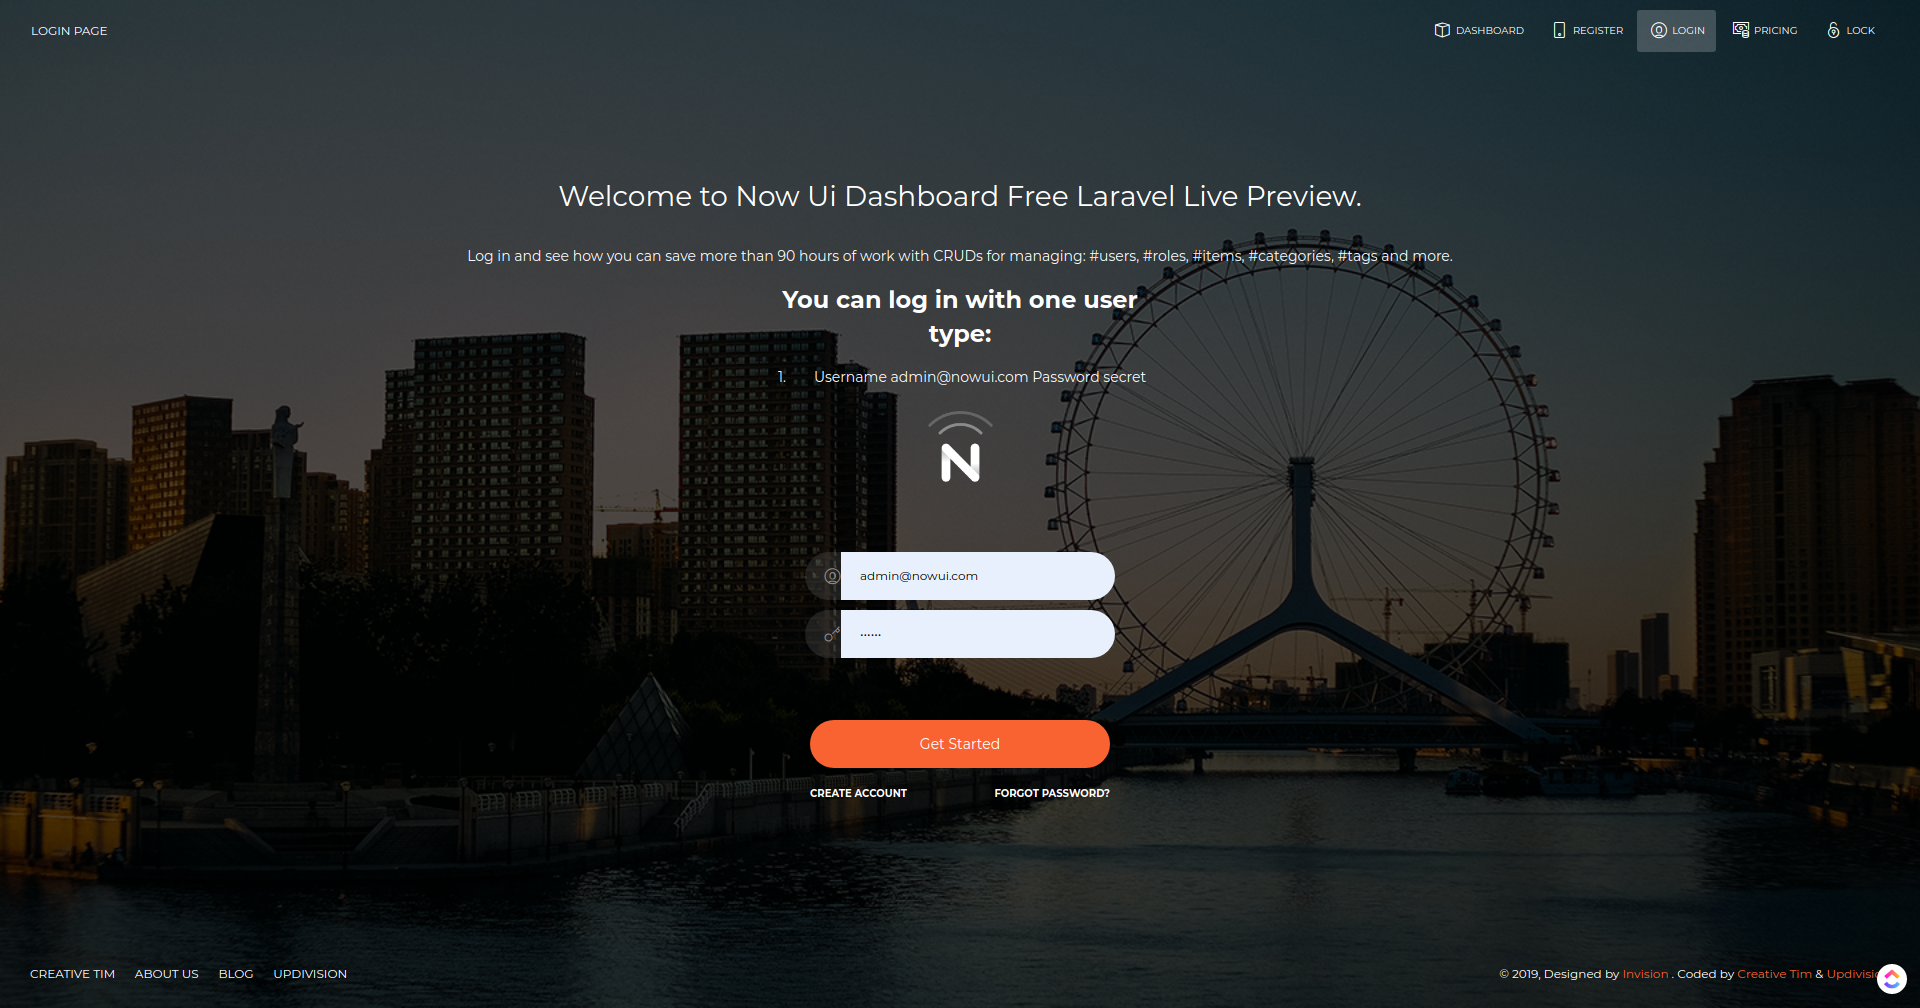 LOGIN PAGE
DASHBOARD
REGISTER
LOGIN
PRICING
LOCK
Welcome to Now Ui Dashboard Free Laravel Live Preview.
Log in and see how you can save more than 90 hours of work with CRUDs for managing: #users, #roles, #items, #categories, #tags and more.
You can log in with one user
type:
1. Username admin@nowui.com Password secret
N
admin@nowui.com
Get Started
CREATE ACCOUNT
FORGOT PASSWORD?
CREATIVE TIM
ABOUT US
BLOG
UPDIVISION
© 2019, Designed by Invision . Coded by Creative Tim &